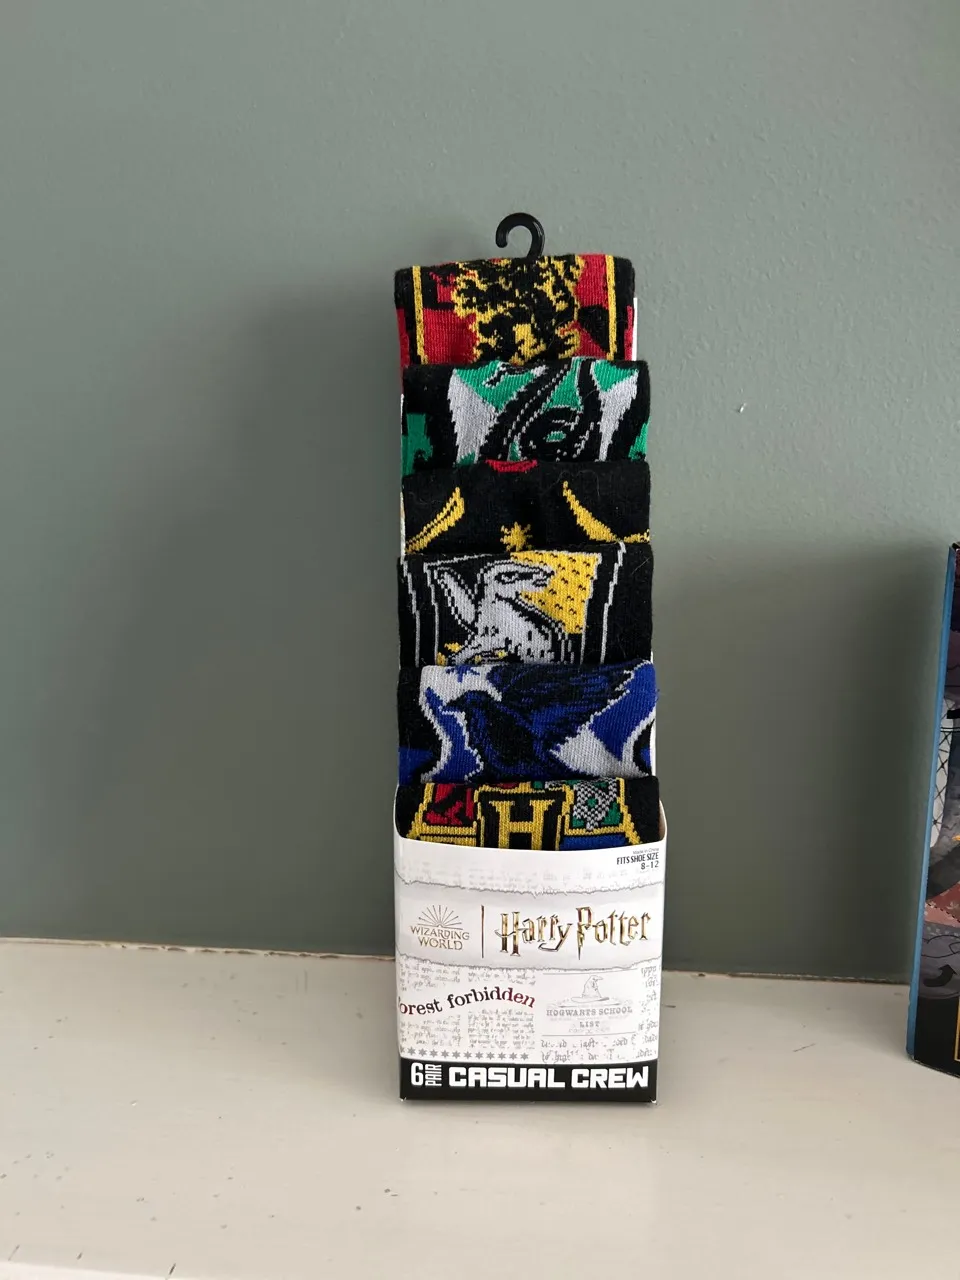 H
Made in China
FITS SHOE SIZE
8-12
WIZARDING
WORLD
Harry Potter
orest forbidden
HOGWARTS SCHOOL
LIST
6 PAIR CASUAL CREW